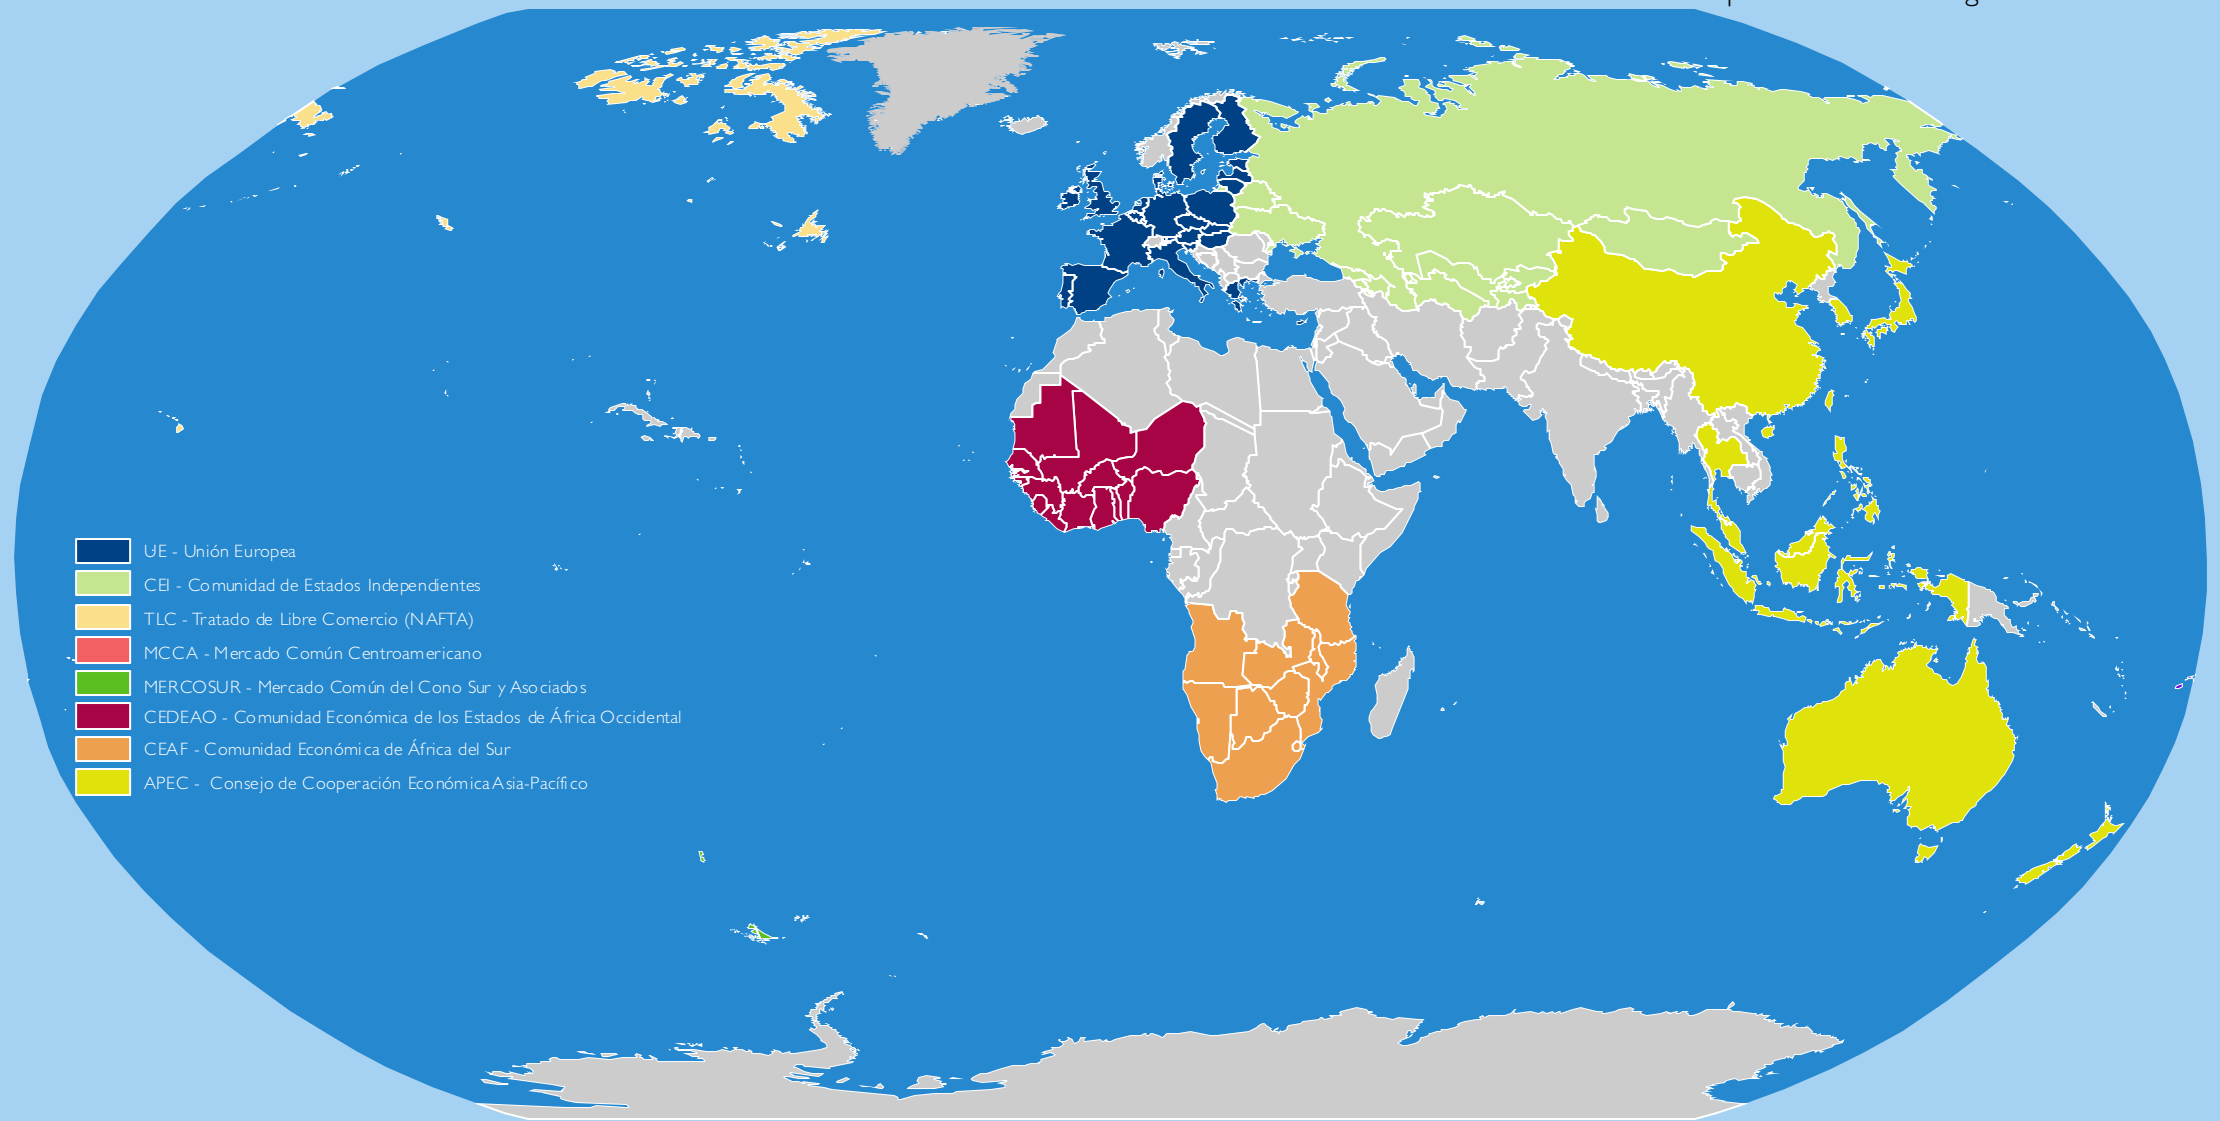 UE - Unión Europea
CEI - Comunidad de Estados Independientes
TLC - Tratado de Libre Comercio (NAFTA)
MCCA - Mercado Común Centroamericano
MERCOSUR - Mercado Común del Cono Sur y Asociados
CEDEAO - Comunidad Económica de los Estados de África Occidental
CEAF - Comunidad Económica de África del Sur
APEC - Consejo de Cooperación Económica Asia-Pacífico